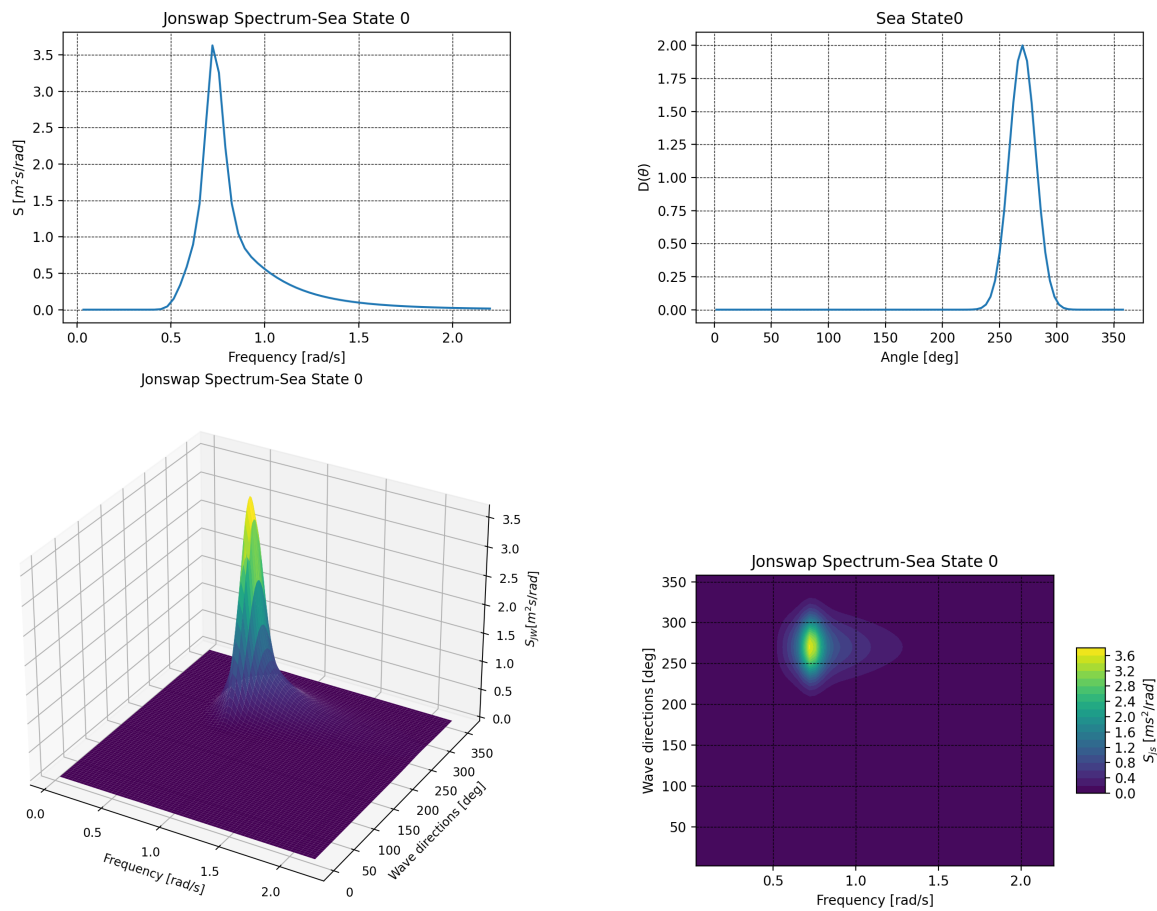 Jonswap Spectrum-Sea State 0
3.5
3.0
2.5
2.0
1.5
1.0
0.5
0.0
S [m²s/rad]
0.0 0.5 1.0 1.5 2.0
Frequency [rad/s]
Sea State0
2.00
1.75
1.50
1.25
1.00
0.75
0.50
0.25
0.00
D(θ)
0 50 100 150 200 250 300 350
Angle [deg]
Jonswap Spectrum-Sea State 0
3.5
3.0
2.5
2.0
1.5
1.0
0.5
0.0
S_JW[m²s/rad]
0.0 0.5 1.0 1.5 2.0
Frequency [rad/s]
0 50 100 150 200 250 300 350
Wave directions [deg]
Jonswap Spectrum-Sea State 0
350
300
250
200
150
100
50
Wave directions [deg]
0.5 1.0 1.5 2.0
Frequency [rad/s]
3.6
3.2
2.8
2.4
2.0
1.6
1.2
0.8
0.4
0.0
S_js [ms²/rad]